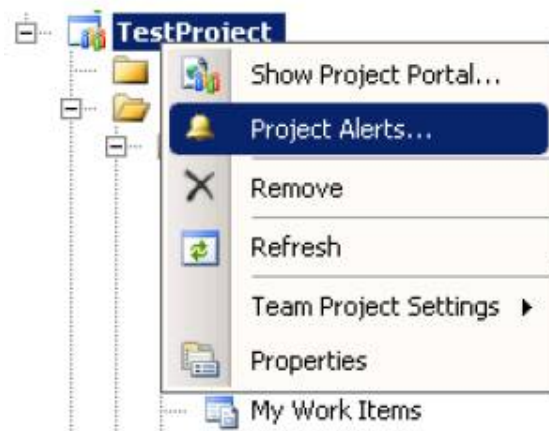 TestProject
Show Project Portal...
Project Alerts...
Remove
Refresh
Team Project Settings
Properties
My Work Items